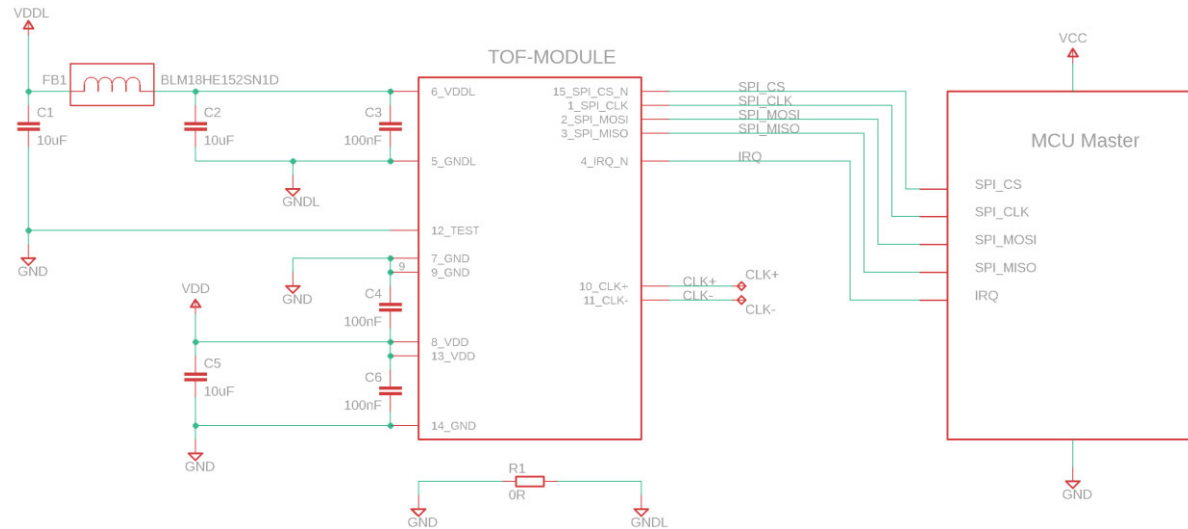 VDDL
VCC
TOF-MODULE
FB1
BLM18HE152SN1D
6_VDDL
15_SPI_CS_N
SPI_CS
1_SPI_CLK
SPI_CLK
C1
C2
C3
2_SPI_MOSI
SPI_MOSI
10uF
10uF
100nF
3_SPI_MISO
SPI_MISO
MCU Master
5_GNDL
4_IRQ_N
IRQ
GNDL
SPI_CS
SPI_CLK
12_TEST
SPI_MOSI
GND
7_GND
9
9_GND
SPI_MISO
GND
C4
10_CLK+
CLK+
CLK+
11_CLK-
CLK-
CLK-
IRQ
VDD
100nF
8_VDD
13_VDD
C5
C6
10uF
100nF
14_GND
GND
R1
0R
GND
GNDL
GND